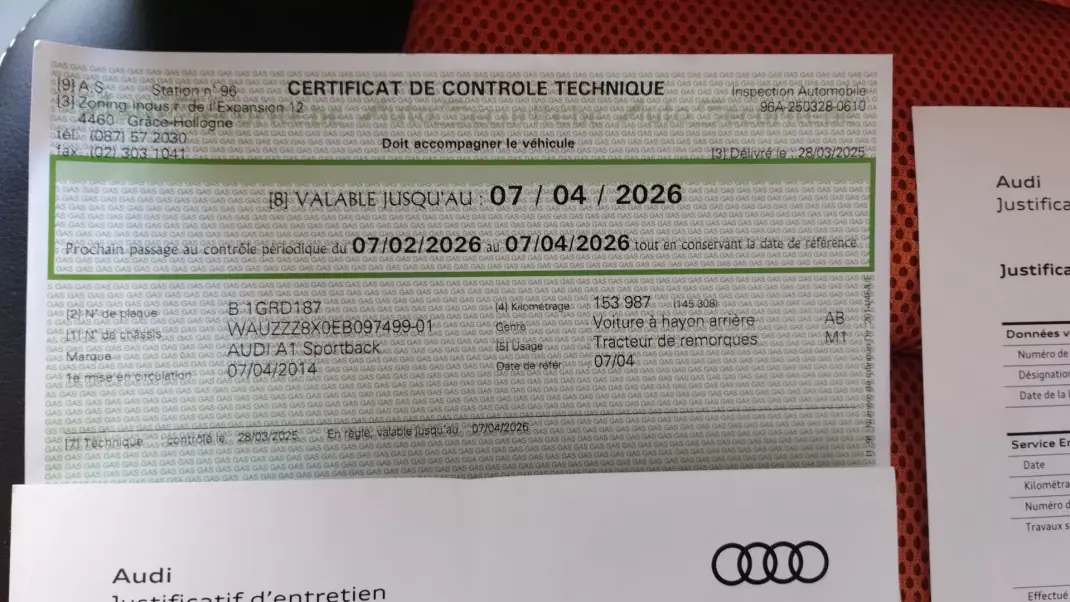 [9] A.S. Station n° 96
CERTIFICAT DE CONTROLE TECHNIQUE
Inspection Automobile
[3] Zoning Indust. de l'Expansion 12
96A-250328-0610
4460 Grâce-Hollogne
tél. (087) 57 2030
Doit accompagner le véhicule
fax. (02) 303 1041
[3] Délivré le : 28/03/2025
[8] VALABLE JUSQU'AU : 07 / 04 / 2026
Prochain passage au contrôle périodique du 07/02/2026 au 07/04/2026 tout en conservant la date de référence
[2] N° de plaque B 1GRD187
[4] Kilométrage 153 987 (145 308)
[1] N° de châssis WAUZZZ8X0EB097499-01
Genre Voiture à hayon arrière AB
Marque AUDI A1 Sportback
[5] Usage Tracteur de remorques M1
1e mise en circulation 07/04/2014
Date de référ 07/04
[7] Technique : contrôlé le 28/03/2025 En règle, valable jusqu'au 07/04/2026
Audi
Justificatif d'entretien
Audi
Justifica
Justifica
Données v
Numéro de
Désignation
Date de la
Service En
Date
Kilométra
Numéro d
Travaux s
Effectué